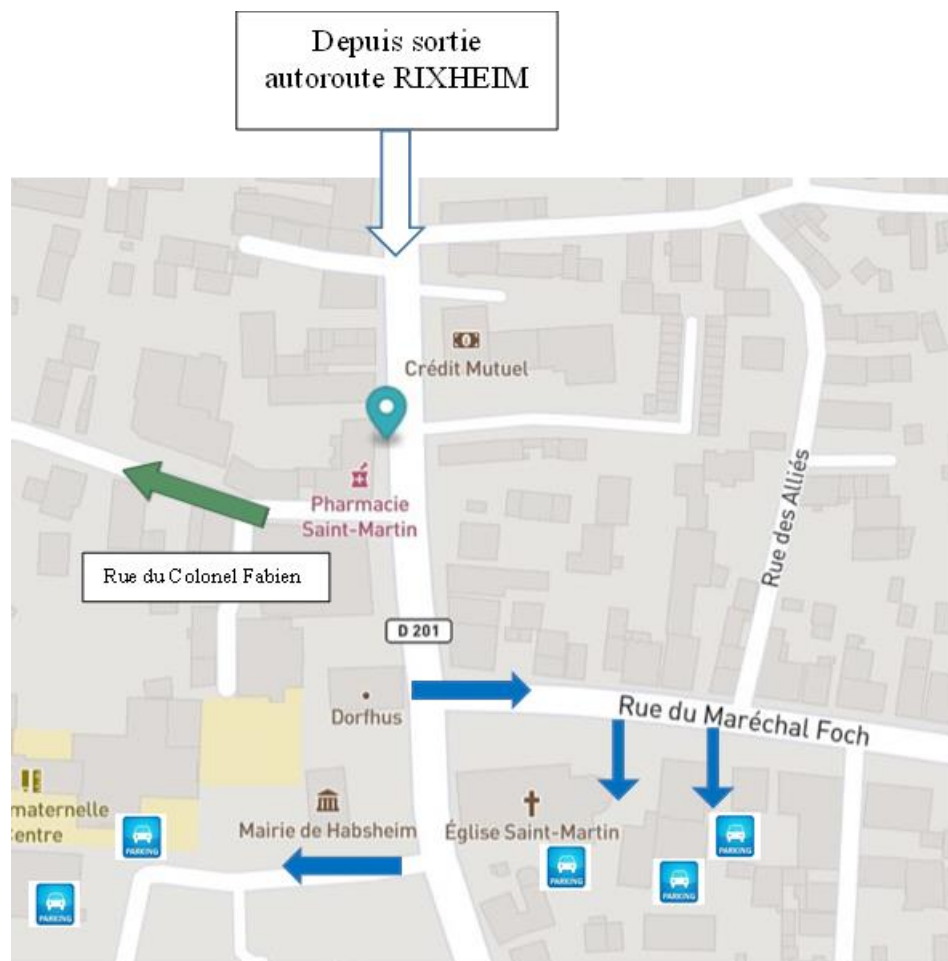 Depuis sortie
autoroute RIXHEIM
Crédit Mutuel
Pharmacie
Saint-Martin
Rue des Alliés
Rue du Colonel Fabien
D 201
Dorfhus
Rue du Maréchal Foch
maternelle
Centre
Mairie de Habsheim
Église Saint-Martin
PARKING
PARKING
PARKING
PARKING
PARKING